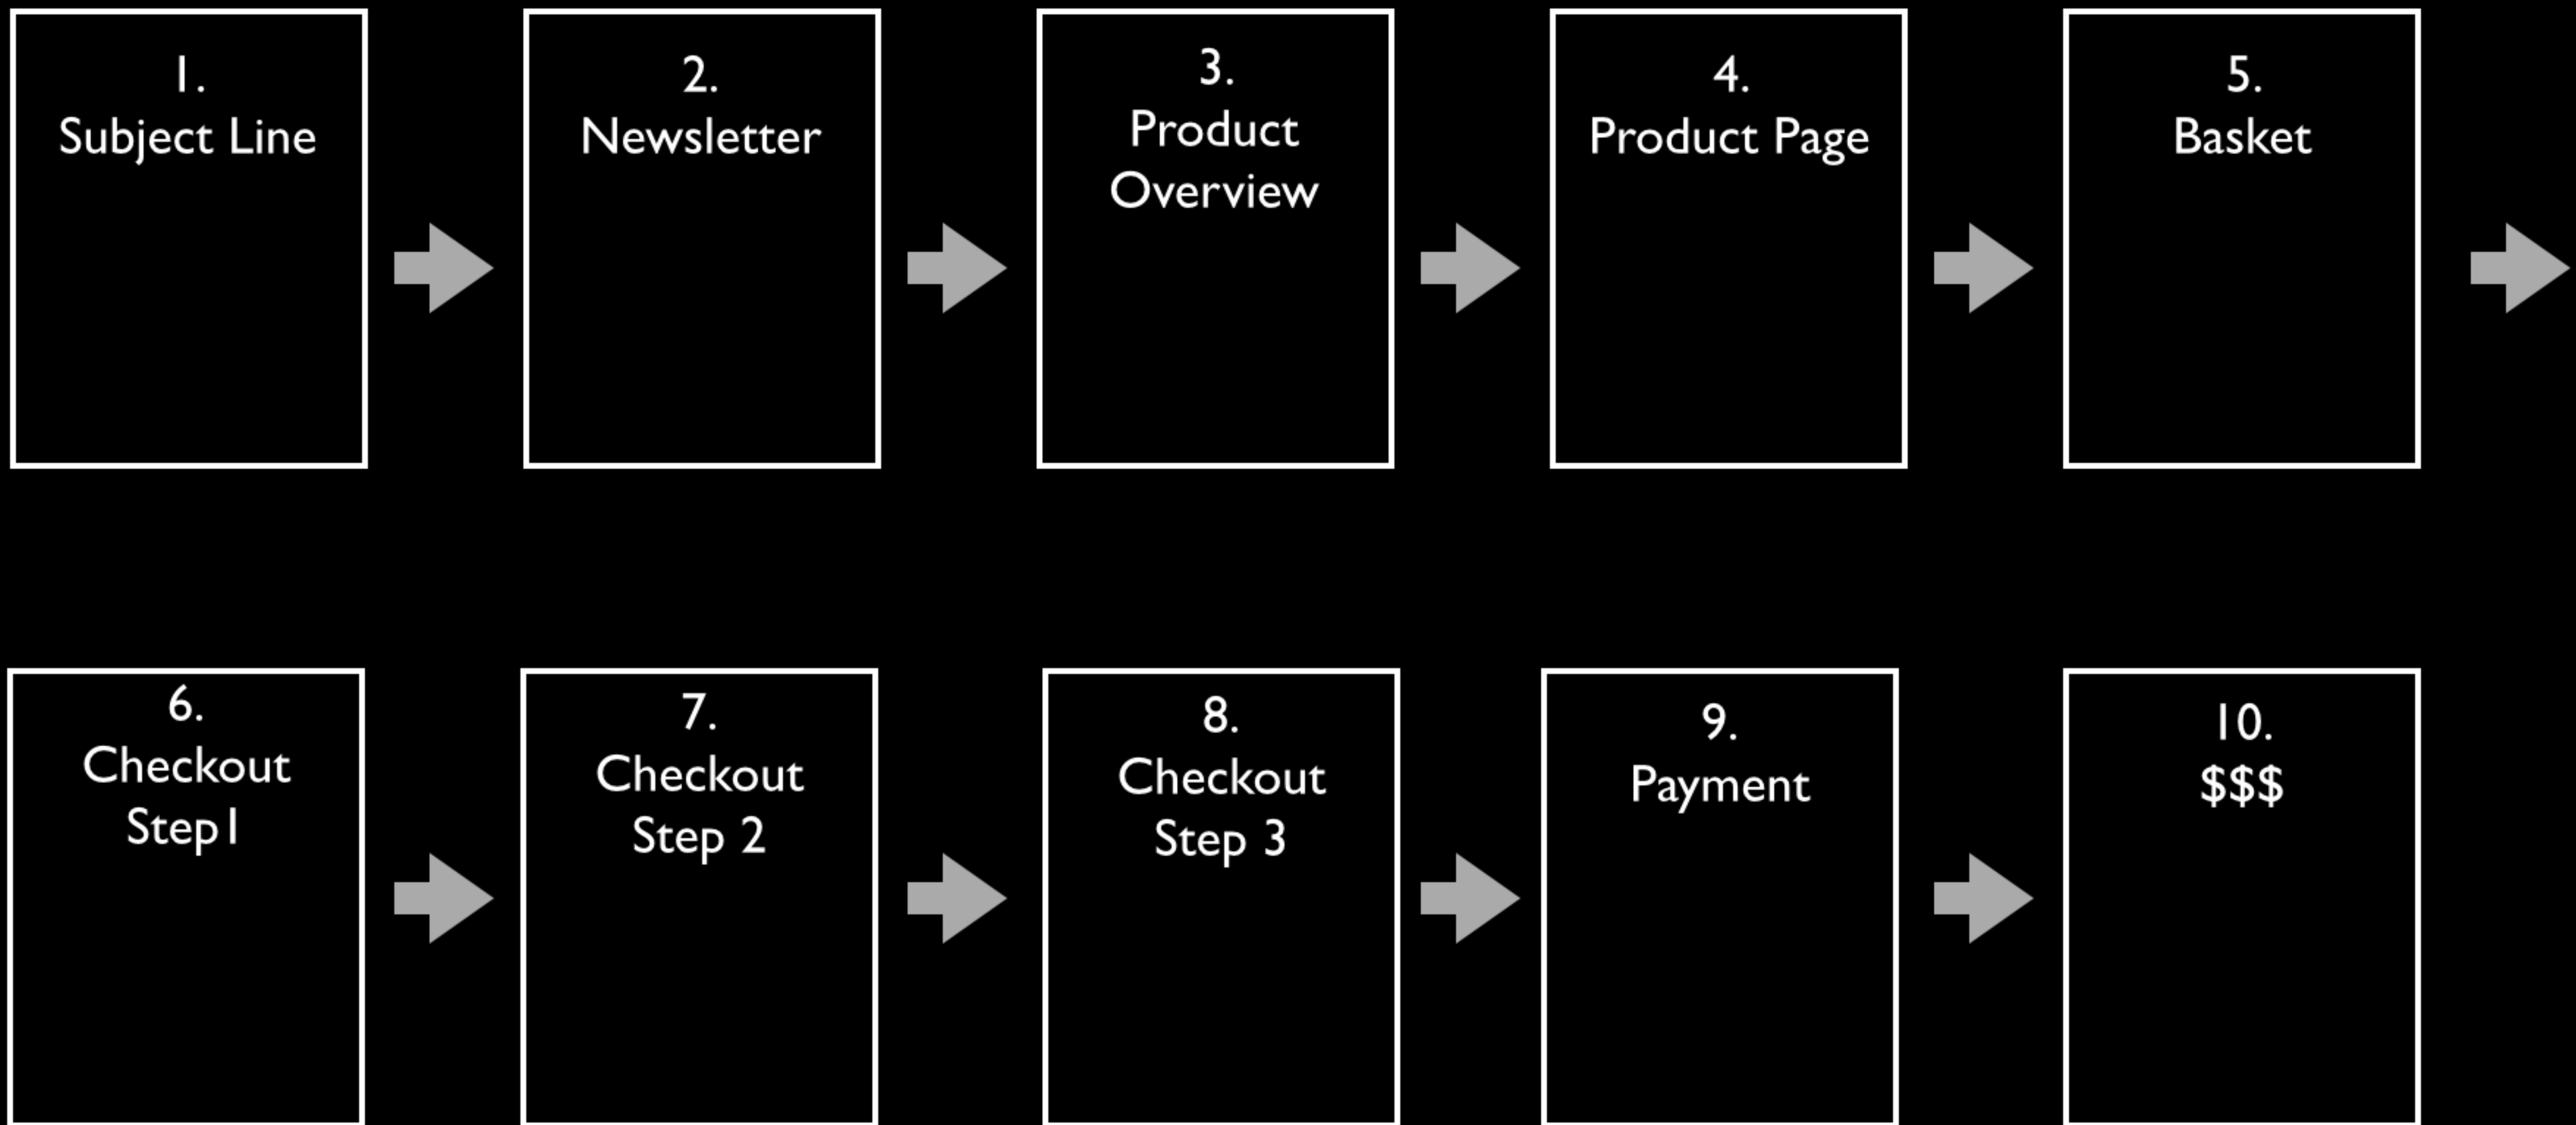 1.
Subject Line
2.
Newsletter
3.
Product
Overview
4.
Product Page
5.
Basket
6.
Checkout
Step1
7.
Checkout
Step 2
8.
Checkout
Step 3
9.
Payment
10.
$$$